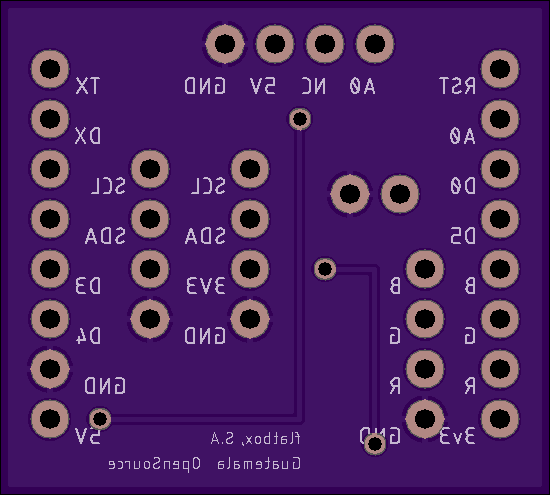 TX
GND 5V NC A0
RST
DX
A0
SCL SCL
D0
SDA SDA
D5
D3
3V3
B B
D4
GND
G G
GND
R R
5V
GND
3v3
flatbox, S.A
Guatemala OpenSource